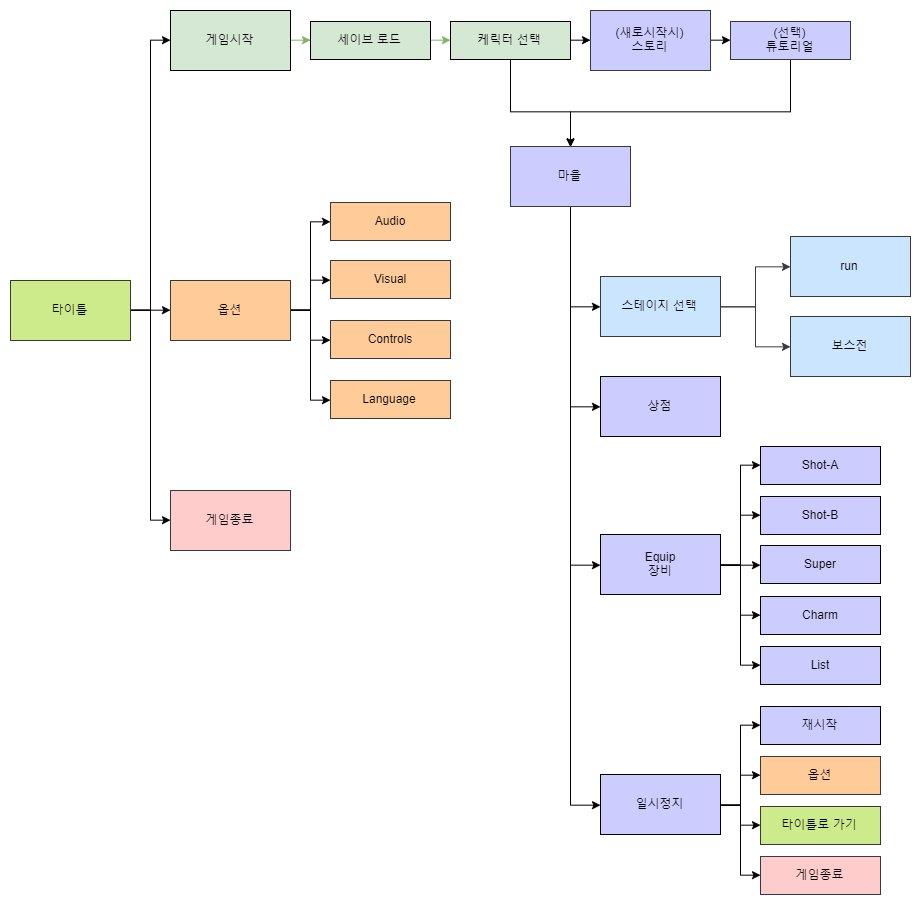 게임시작
세이브 로드
케릭터 선택
(새로시작시)
스토리
(선택)
튜토리얼
마을
타이틀
옵션
Audio
Visual
Controls
Language
게임종료
스테이지 선택
run
보스전
상점
Equip
장비
Shot-A
Shot-B
Super
Charm
List
일시정지
재시작
옵션
타이틀로 가기
게임종료